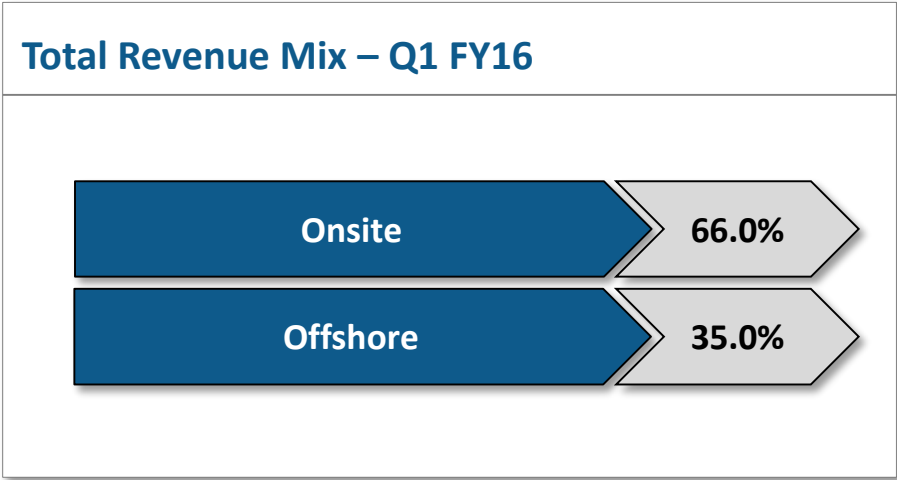 Total Revenue Mix – Q1 FY16
Onsite
66.0%
Offshore
35.0%